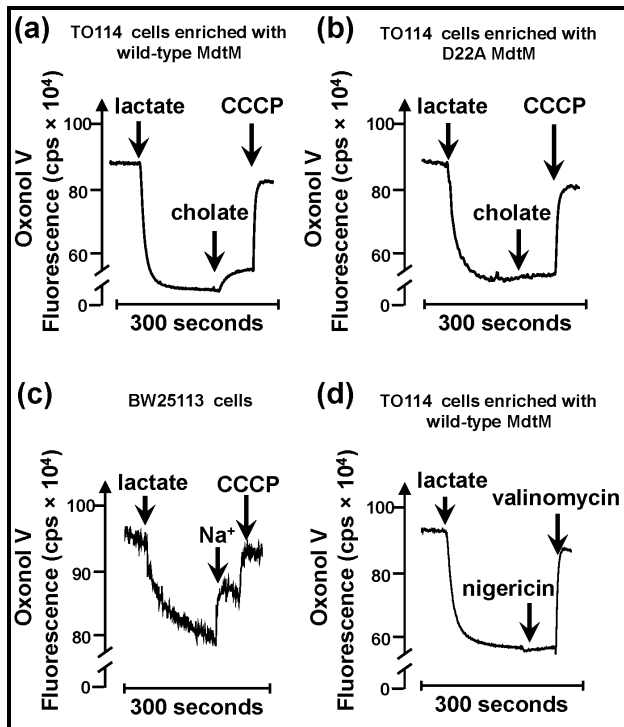 (a)
TO114 cells enriched with
wild-type MdtM
lactate
CCCP
cholate
100
80
60
0
Oxonol V
Fluorescence (cps × 10⁴)
300 seconds
(b)
TO114 cells enriched with
D22A MdtM
lactate
CCCP
cholate
100
80
60
0
Oxonol V
Fluorescence (cps × 10⁴)
300 seconds
(c)
BW25113 cells
lactate
CCCP
Na⁺
100
90
80
0
Oxonol V
Fluorescence (cps × 10⁴)
300 seconds
(d)
TO114 cells enriched with
wild-type MdtM
lactate
valinomycin
nigericin
100
80
60
0
Oxonol V
Fluorescence (cps × 10⁴)
300 seconds